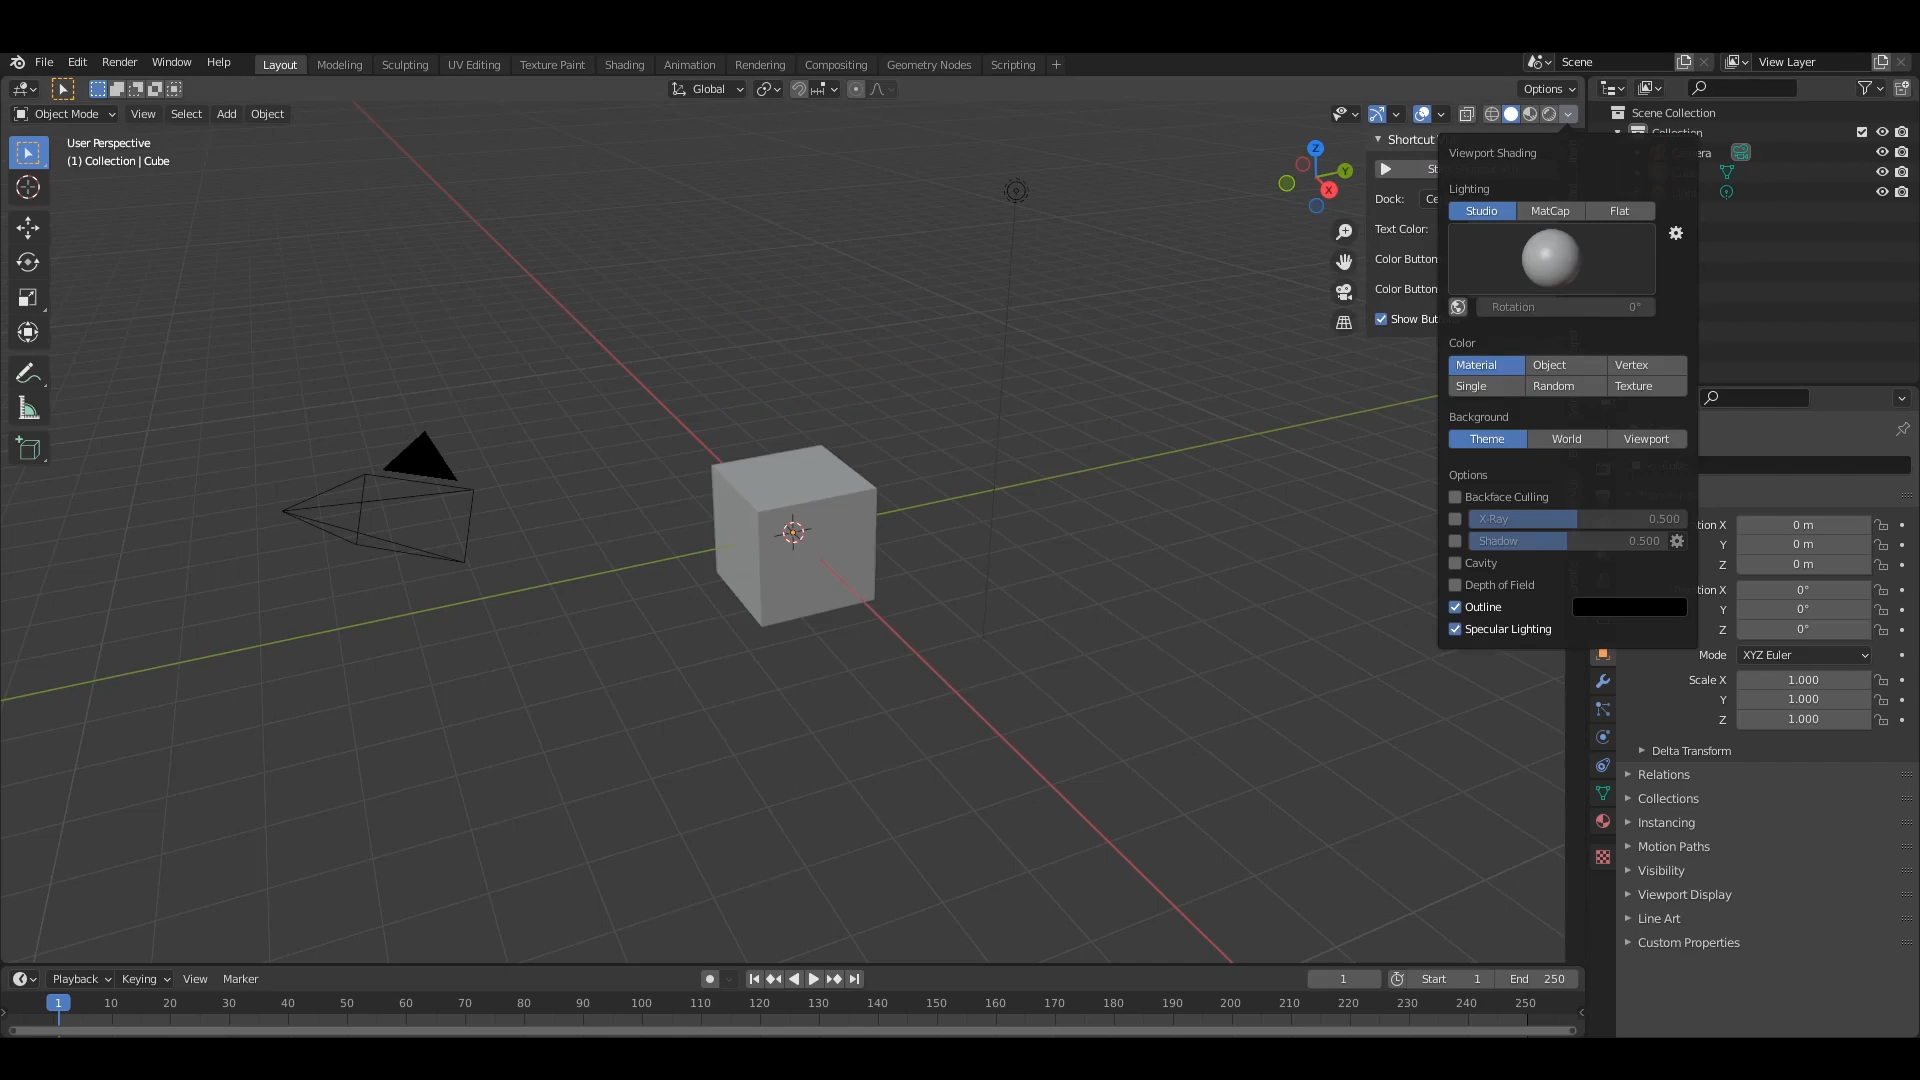 File Edit Render Window Help Layout Modeling Sculpting UV Editing Texture Paint Shading Animation Rendering Compositing Geometry Nodes Scripting + Scene View Layer
Global Options
Object Mode View Select Add Object
Scene Collection
Collection
User Perspective
(1) Collection | Cube
Shortcut
Z
Y
X
Dock:
Text Color:
Color Button
Color Button
Viewport Shading
Lighting
Studio MatCap Flat
Rotation 0°
Color
Material Object Vertex
Single Random Texture
Background
Theme World Viewport
Options
Backface Culling
X-Ray 0.500
Shadow 0.500
Cavity
Depth of Field
Outline
Specular Lighting
X 0 m
Y 0 m
Z 0 m
X 0°
Y 0°
Z 0°
Mode XYZ Euler
Scale X 1.000
Y 1.000
Z 1.000
Delta Transform
Relations
Collections
Instancing
Motion Paths
Visibility
Viewport Display
Line Art
Custom Properties
Playback Keying View Marker 1 Start 1 End 250
1 10 20 30 40 50 60 70 80 90 100 110 120 130 140 150 160 170 180 190 200 210 220 230 240 250